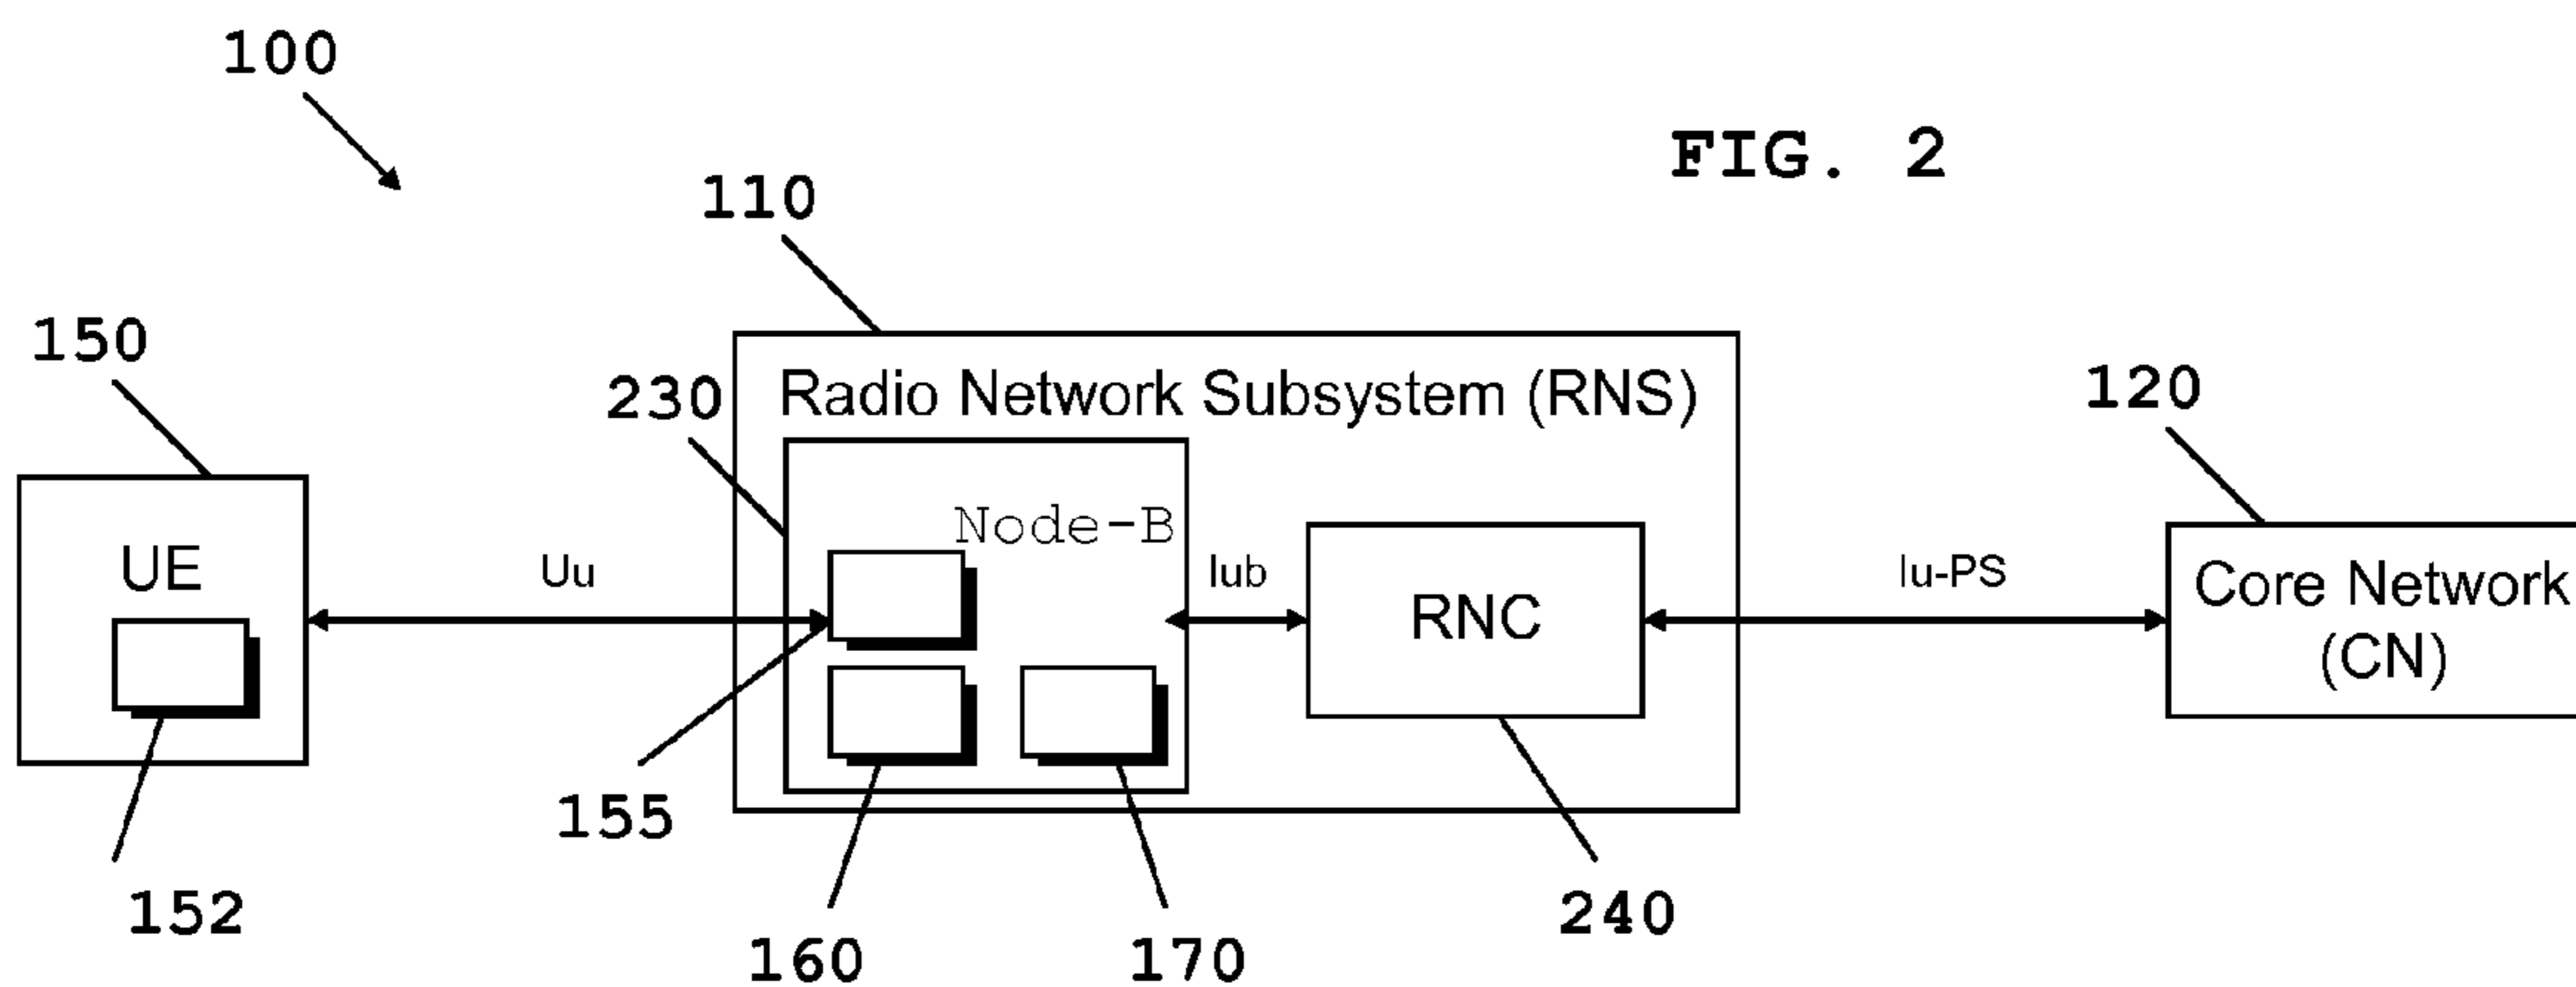 100
FIG. 2
110
150
230
Radio Network Subsystem (RNS)
120
Node-B
UE
Uu
Iub
RNC
Iu-PS
Core Network
(CN)
155
152
160
170
240